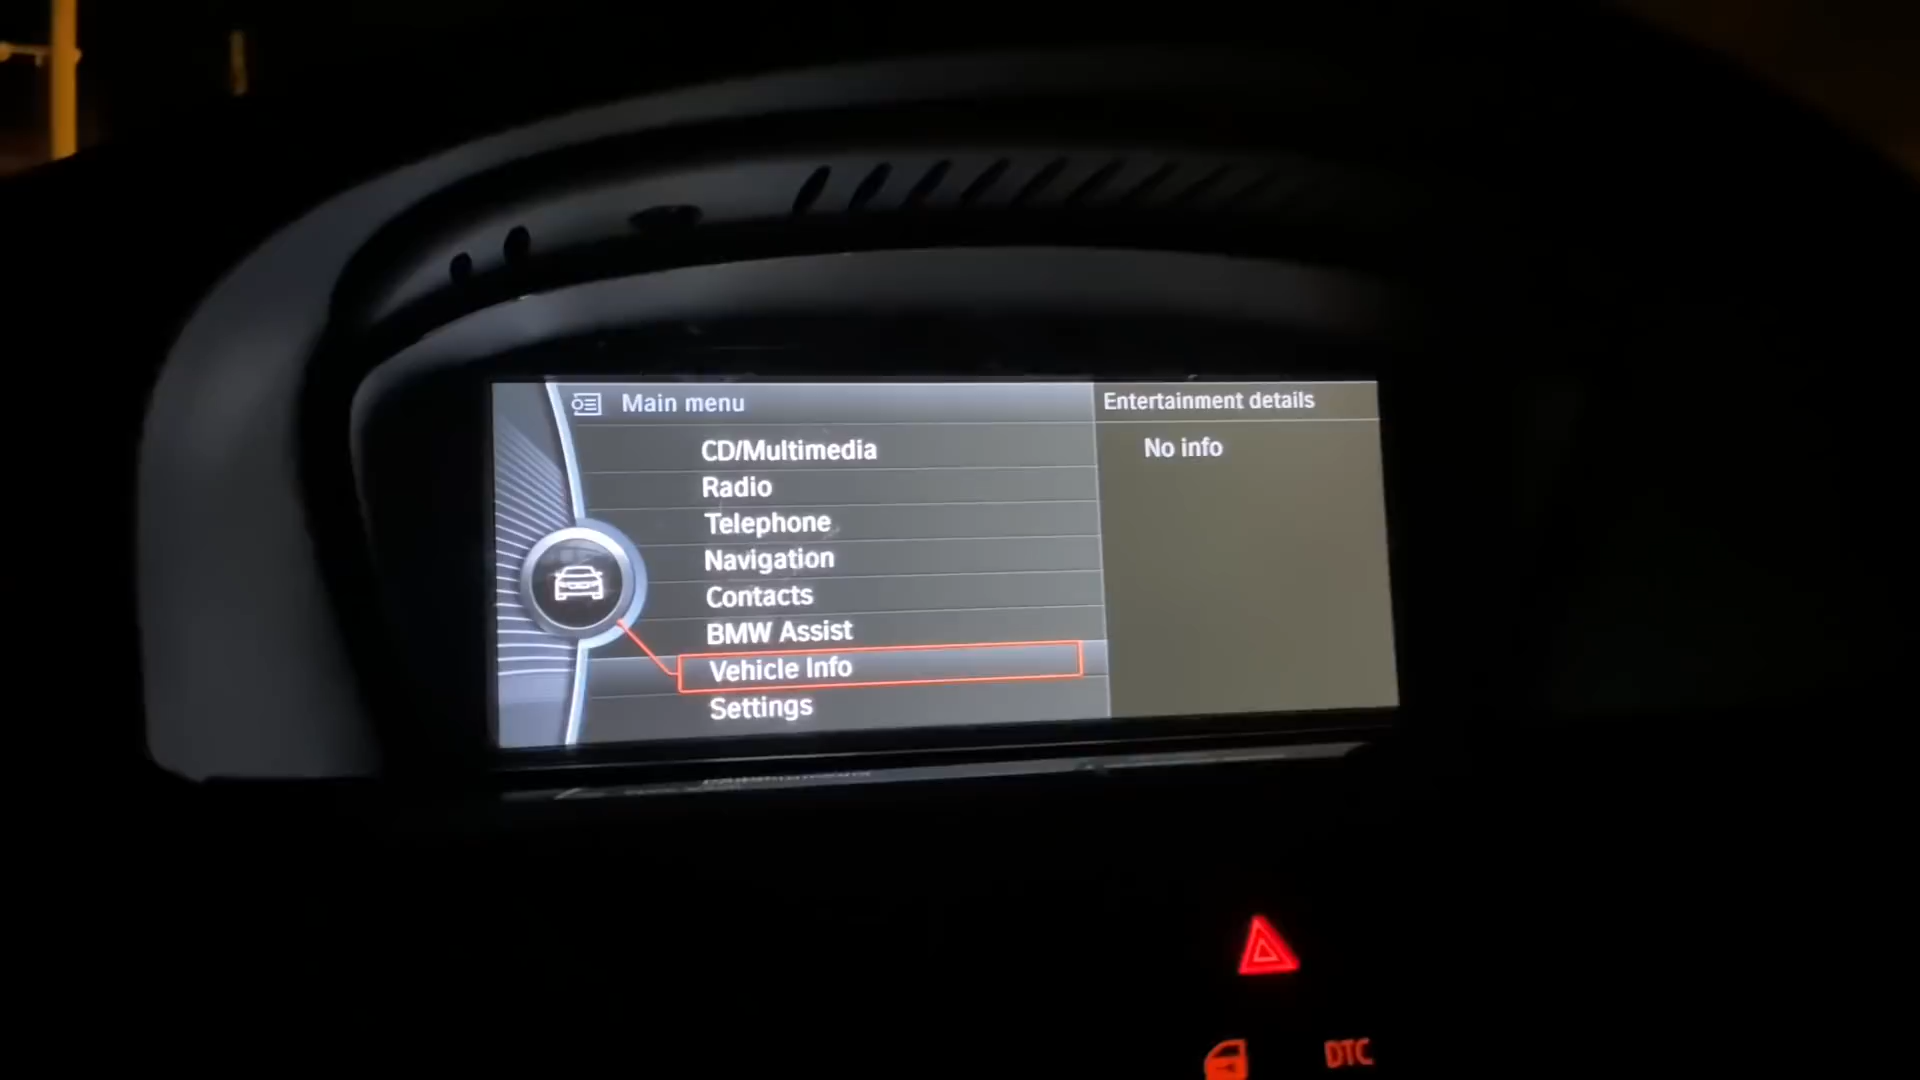 Main menu
CD/Multimedia
Radio
Telephone
Navigation
Contacts
BMW Assist
Vehicle Info
Settings
Entertainment details
No info
DTC